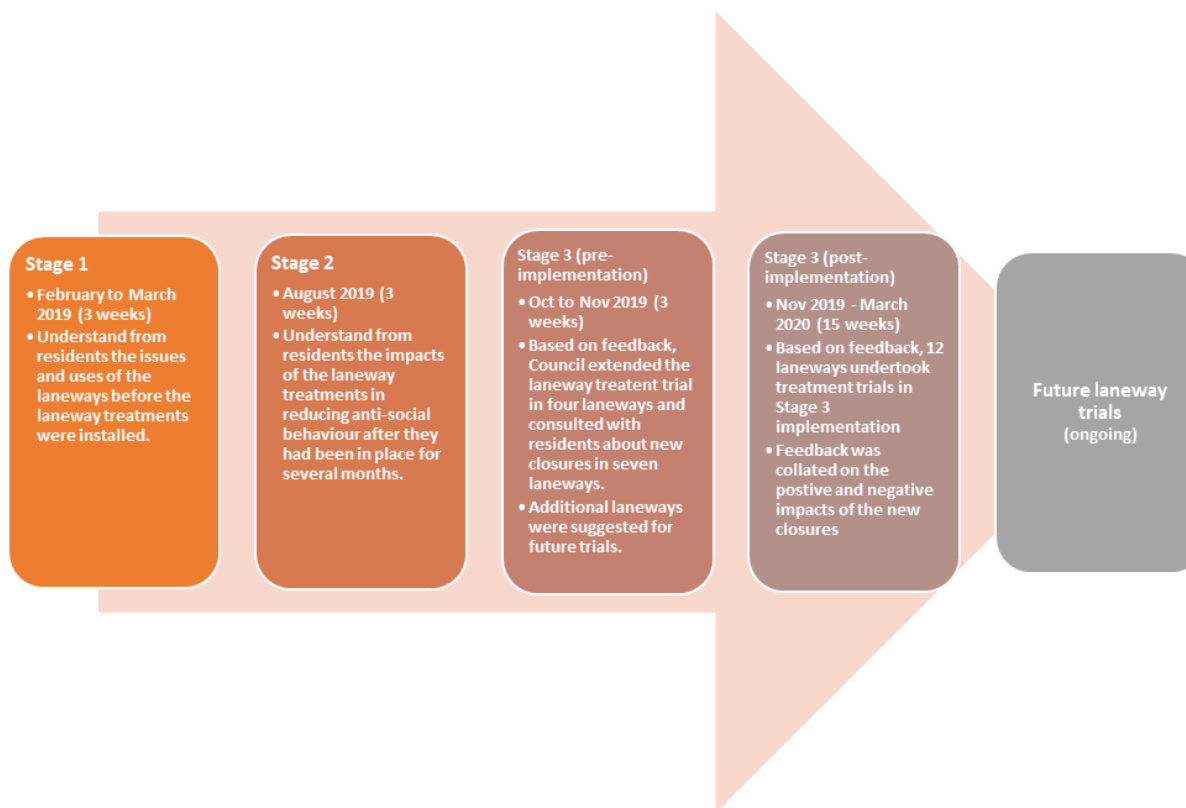 Stage 1
• February to March
2019 (3 weeks)
• Understand from
residents the issues
and uses of the
laneways before the
laneway treatments
were installed.
Stage 2
• August 2019 (3
weeks)
• Understand from
residents the impacts
of the laneway
treatments in
reducing anti-social
behaviour after they
had been in place for
several months.
Stage 3 (pre-
implementation)
• Oct to Nov 2019 (3
weeks)
• Based on feedback,
Council extended the
laneway treatent trial
in four laneways and
consulted with
residents about new
closures in seven
laneways.
• Additional laneways
were suggested for
future trials.
Stage 3 (post-
implementation)
• Nov 2019 - March
2020 (15 weeks)
• Based on feedback, 12
laneways undertook
treatment trials in
Stage 3
implementation
• Feedback was
collated on the
postive and negative
impacts of the new
closures
Future laneway
trials
(ongoing)